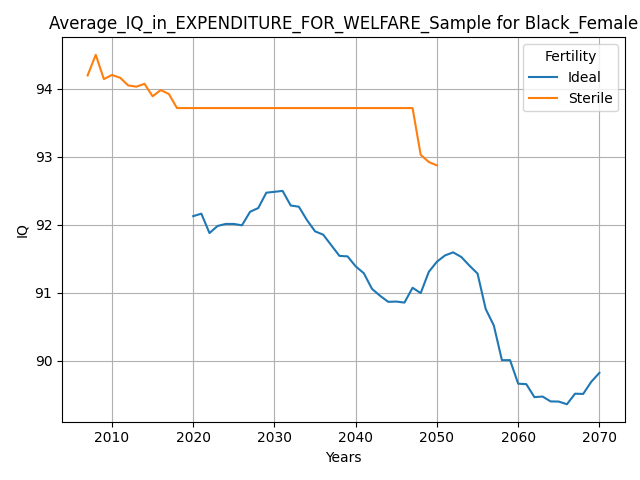 Average_IQ_in_EXPENDITURE_FOR_WELFARE_Sample for Black_Female
Fertility
Ideal
Sterile
94
93
92
91
90
IQ
2010 2020 2030 2040 2050 2060 2070
Years